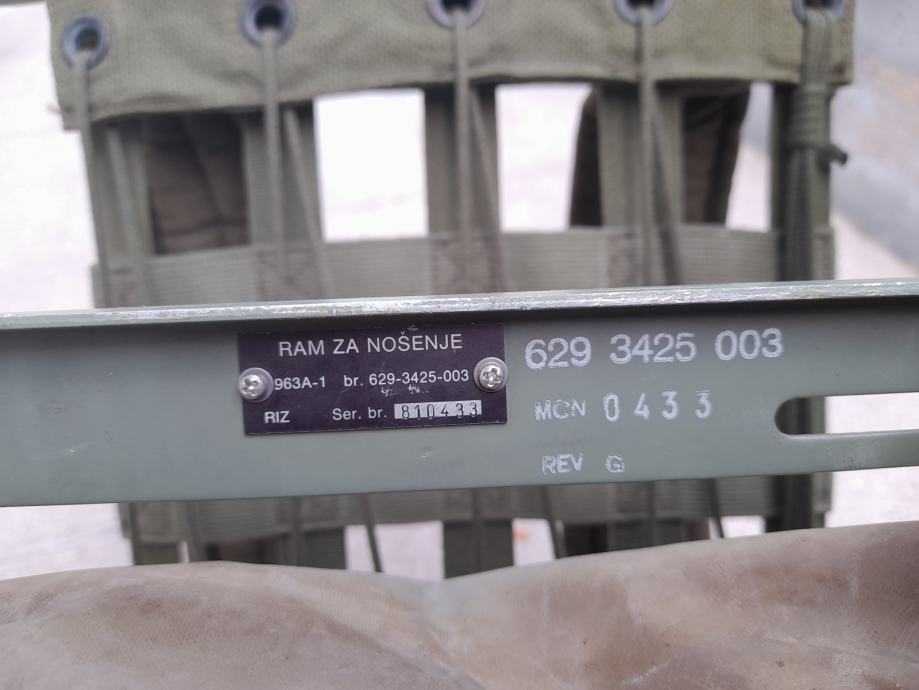 RAM ZA NOŠENJE
963A-1 br. 629-3425-003
RIZ Ser. br. 810433
629 3425 003
MCN 0433
REV G